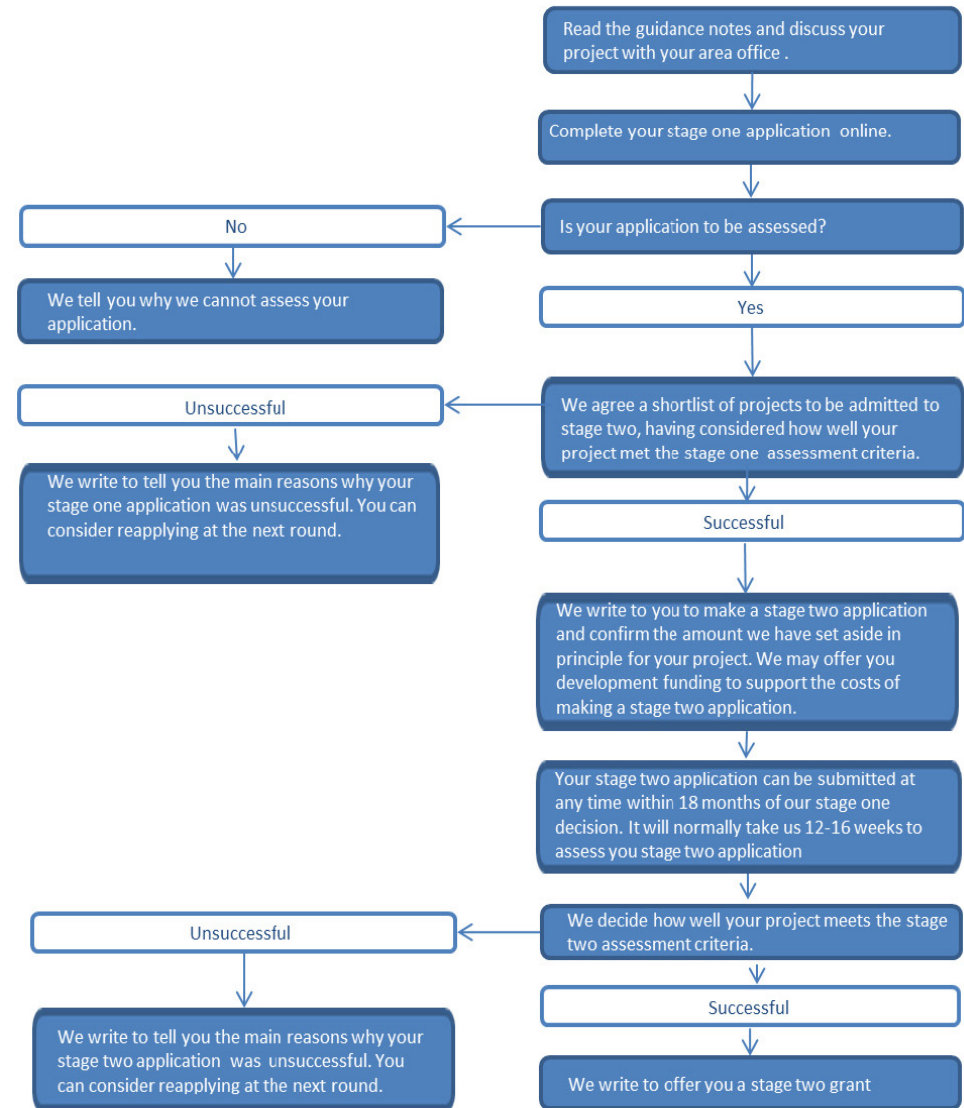 Read the guidance notes and discuss your
project with your area office .
Complete your stage one application online.
Is your application to be assessed?
No
We tell you why we cannot assess your
application.
Yes
We agree a shortlist of projects to be admitted to
stage two, having considered how well your
project met the stage one assessment criteria.
Unsuccessful
We write to tell you the main reasons why your
stage one application was unsuccessful. You can
consider reapplying at the next round.
Successful
We write to you to make a stage two application
and confirm the amount we have set aside in
principle for your project. We may offer you
development funding to support the costs of
making a stage two application.
Your stage two application can be submitted at
any time within 18 months of our stage one
decision. It will normally take us 12-16 weeks to
assess you stage two application
We decide how well your project meets the stage
two assessment criteria.
Unsuccessful
We write to tell you the main reasons why your
stage two application was unsuccessful. You
can consider reapplying at the next round.
Successful
We write to offer you a stage two grant